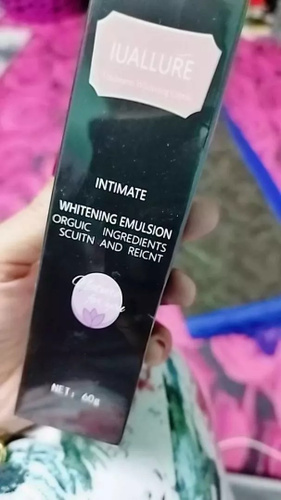 IUALLURE
INTIMATE
WHITENING EMULSION
ORGUIC INGREDIENTS
SCUITN AND REICNT
NET: 60g